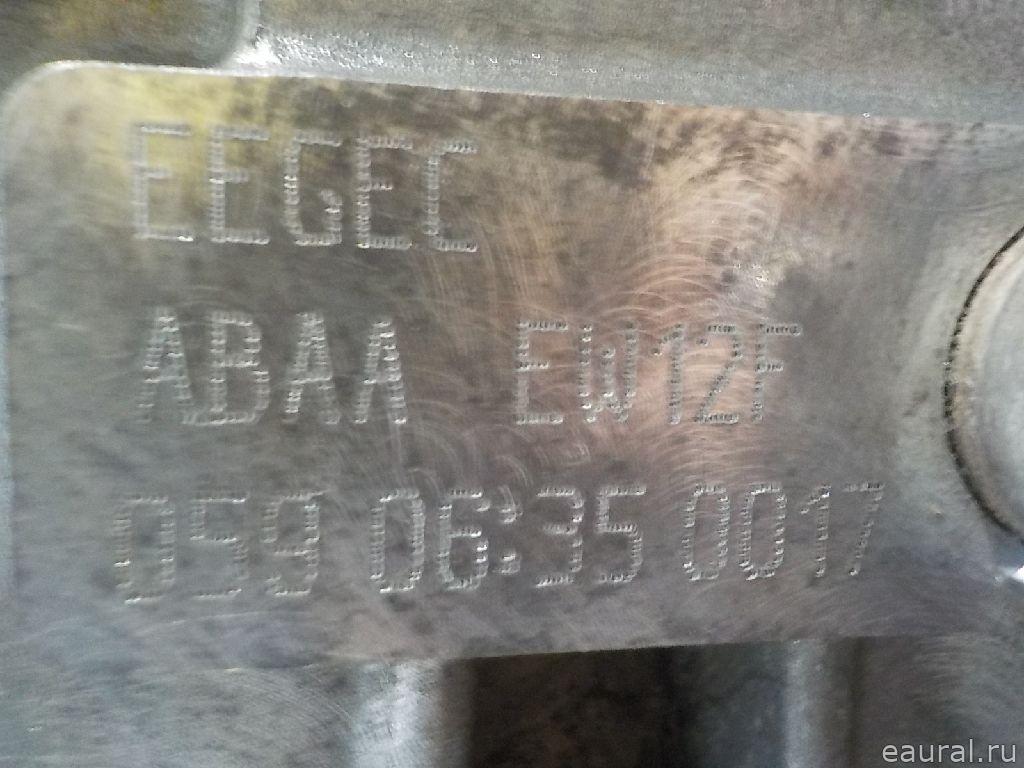 EEGEC
ABAA EW12F
059 06:35 0017
eaural.ru